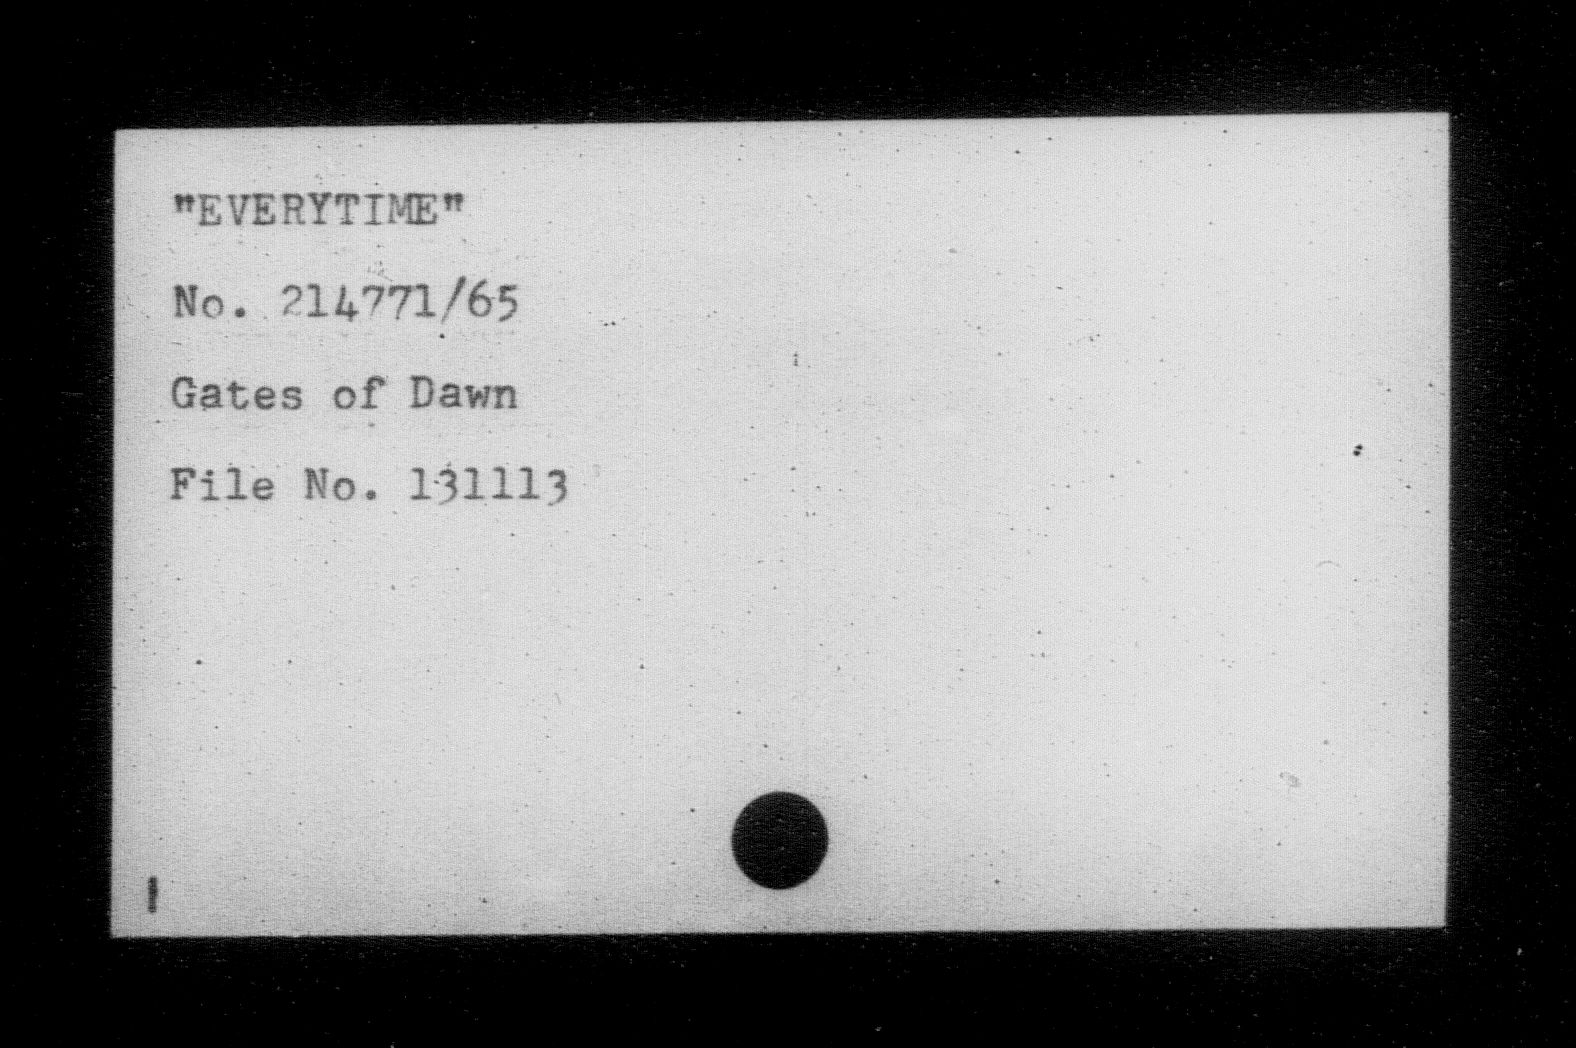 "EVERYTIME"
No. 214771/65
Gates of Dawn
File No. 131113